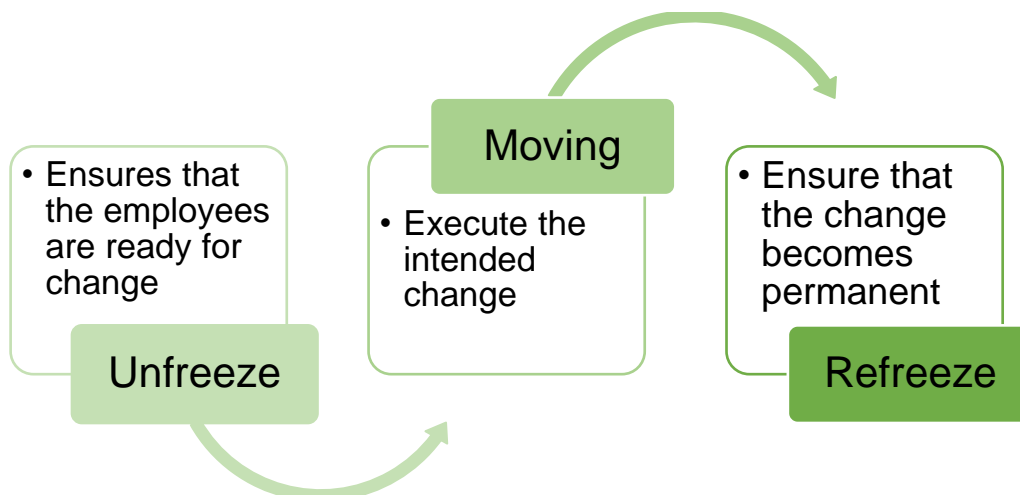 • Ensures that
the employees
are ready for
change
Unfreeze
Moving
• Execute the
intended
change
• Ensure that
the change
becomes
permanent
Refreeze